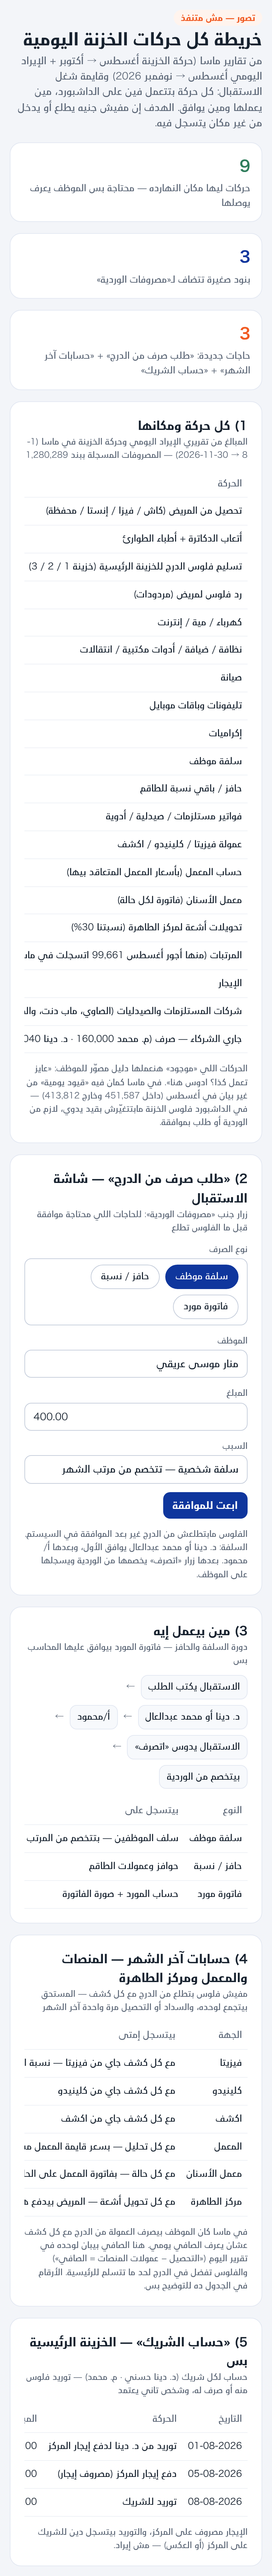 تصور — مش متنفذ
خريطة كل حركات الخزنة اليومية
من تقارير ماسا (حركة الخزنة أغسطس → أكتوبر + الإيراد
اليومي أغسطس → نوفمبر 2026) وقايمة شغل
الاستقبال: كل حركة بتتعمل فين على الداشبورد، مين
يعملها ومين يوافق. الهدف إن مفيش جنيه يطلع أو يدخل
من غير مكان يتسجل فيه.
9
حركات ليها مكان النهارده — محتاجة بس الموظف يعرف
يوصلها
3
بنود صغيرة تتضاف لـ«مصروفات الوردية»
3
حاجات جديدة: «طلب صرف من الدرج» + «حسابات آخر
الشهر» + «حساب الشريك»
1) كل حركة ومكانها
المبالغ من تقريري الإيراد اليومي وحركة الخزينة في ماسا (1-
8 → 30-11-2026) — المصروفات المسجلة ببند 1,280,289
الحركة
تحصيل من المريض (كاش / فيزا / إنستا / محفظة)
أتعاب الدكاترة + أطباء الطوارئ
تسليم فلوس الدرج للخزينة الرئيسية (خزينة 1 / 2 / 3)
رد فلوس لمريض (مردودات)
كهرباء / مية / إنترنت
نظافة / ضيافة / أدوات مكتبية / انتقالات
صيانة
تليفونات وباقات موبايل
إكراميات
سلفة موظف
حافز / باقي نسبة للطاقم
فواتير مستلزمات / صيدلية / أدوية
عمولة فيزيتا / كلينيدو / اكشف
حساب المعمل (بأسعار المعمل المتعاقد بيها)
معمل الأسنان (فاتورة لكل حالة)
تحويلات أشعة لمركز الطاهرة (نسبتنا 30%)
المرتبات (منها أجور أغسطس 99,661 اتسجلت في
الإيجار
شركات المستلزمات والصيدليات (الصاوي، ماب دنت،
جاري الشركاء — صرف (م. محمد 160,000 · د. دينا
الحركات اللي «موجود» هنعملها دليل مصوّر للموظف: «عايز
تعمل كذا؟ ادوس هنا». في ماسا كمان فيه «قيود يومية» من
غير بيان في أغسطس (داخل 451,587 وخارج 413,812) —
في الداشبورد فلوس الخزنة مابتتغيّرش بقيد يدوي، لازم من
الوردية أو طلب بموافقة.
2) «طلب صرف من الدرج» — شاشة
الاستقبال
زرار جنب «مصروفات الوردية»: للحاجات اللي محتاجة موافقة
قبل ما الفلوس تطلع
نوع الصرف
سلفة موظف
حافز / نسبة
فاتورة مورد
الموظف
منار موسى عريقي
المبلغ
400.00
السبب
سلفة شخصية — تتخصم من مرتب الشهر
ابعت للموافقة
الفلوس مابتطلعش من الدرج غير بعد الموافقة في السيستم.
السلفة: د. دينا أو محمد عبدالعال يوافق الأول، وبعدها أ/
محمود. بعدها زرار «اتصرف» يخصمها من الوردية ويسجلها
على الموظف.
3) مين بيعمل إيه
دورة السلفة والحافز — فاتورة المورد بيوافق عليها المحاسب
بس
الاستقبال يكتب الطلب ←
د. دينا أو محمد عبدالعال ← أ/محمود ←
الاستقبال يدوس «اتصرف» ←
بيتخصم من الوردية
النوع بيتسجل على
سلفة موظف سلف الموظفين — بتتخصم من المرتب
حافز / نسبة حوافز وعمولات الطاقم
فاتورة مورد حساب المورد + صورة الفاتورة
4) حسابات آخر الشهر — المنصات
والمعمل ومركز الطاهرة
مفيش فلوس بتطلع من الدرج مع كل كشف — المستحق
بيتجمع لوحده، والسداد أو التحصيل مرة واحدة آخر الشهر
الجهة بيتسجل إمتى
فيزيتا مع كل كشف جاي من فيزيتا — نسبة
كلينيدو مع كل كشف جاي من كلينيدو
اكشف مع كل كشف جاي من اكشف
المعمل مع كل تحليل — بسعر قايمة المعمل
معمل الأسنان مع كل حالة — بفاتورة المعمل على
مركز الطاهرة مع كل تحويل أشعة — المريض بيدفع
في ماسا كان الموظف بيصرف العمولة من الدرج مع كل كشف
عشان يعرف الصافي اليومي. هنا الصافي بيبان لوحده في
تقرير اليوم («التحصيل − عمولات المنصات = الصافي»)
والفلوس تفضل في الدرج لحد ما تتسلم للرئيسية. الأرقام
في الجدول ده للتوضيح بس.
5) «حساب الشريك» — الخزينة الرئيسية
بس
حساب لكل شريك (د. دينا حسني · م. محمد) — توريد فلوس
منه أو صرف له، وشخص تاني يعتمد
التاريخ الحركة
01-08-2026 توريد من د. دينا لدفع إيجار المركز
05-08-2026 دفع إيجار المركز (مصروف إيجار)
08-08-2026 توريد للشريك
الإيجار مصروف على المركز، والتوريد بيتسجل دين للشريك
على المركز (أو العكس) — مش إيراد.